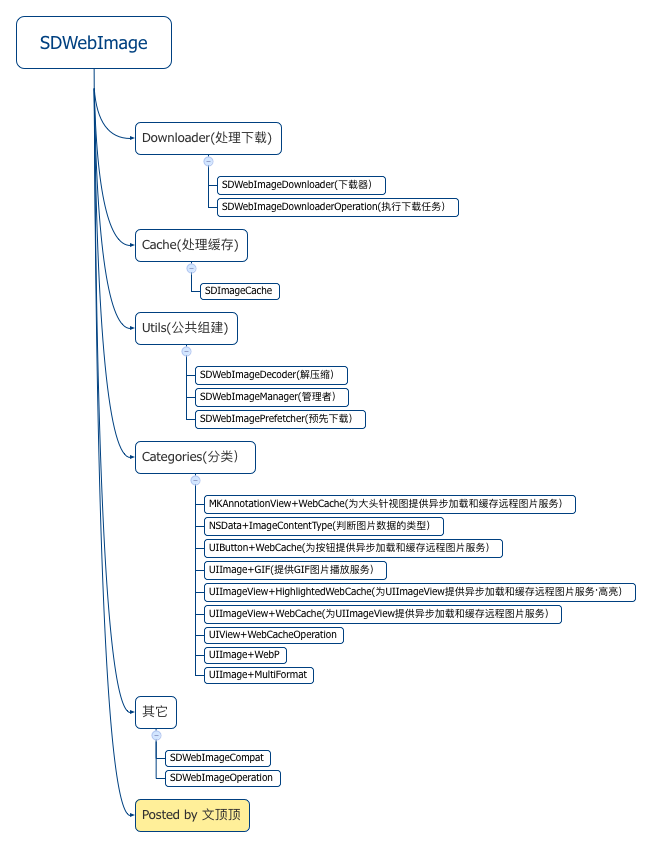 SDWebImage
Downloader(处理下载)
SDWebImageDownloader(下载器)
SDWebImageDownloaderOperation(执行下载任务)
Cache(处理缓存)
SDImageCache
Utils(公共组建)
SDWebImageDecoder(解压缩)
SDWebImageManager(管理者)
SDWebImagePrefetcher(预先下载)
Categories(分类)
MKAnnotationView+WebCache(为大头针视图提供异步加载和缓存远程图片服务)
NSData+ImageContentType(判断图片数据的类型)
UIButton+WebCache(为按钮提供异步加载和缓存远程图片服务)
UIImage+GIF(提供GIF图片播放服务)
UIImageView+HighlightedWebCache(为UIImageView提供异步加载和缓存远程图片服务·高亮)
UIImageView+WebCache(为UIImageView提供异步加载和缓存远程图片服务)
UIView+WebCacheOperation
UIImage+WebP
UIImage+MultiFormat
其它
SDWebImageCompat
SDWebImageOperation
Posted by 文顶顶